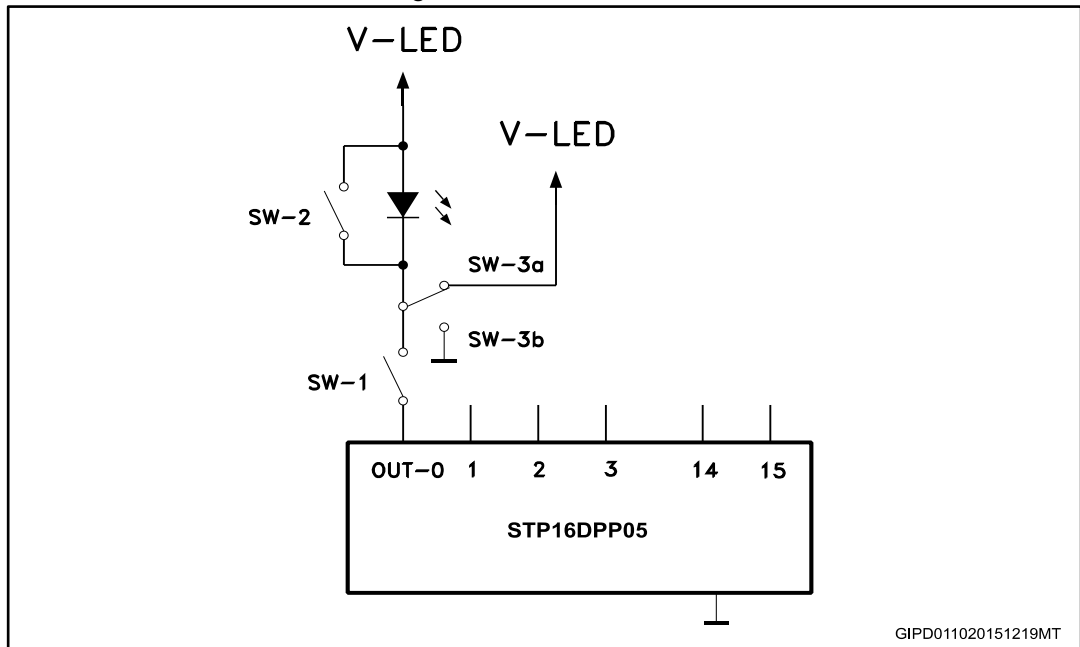 V-LED
V-LED
SW-2
SW-3a
SW-3b
SW-1
OUT-0 1 2 3 14 15
STP16DPP05
GIPD011020151219MT